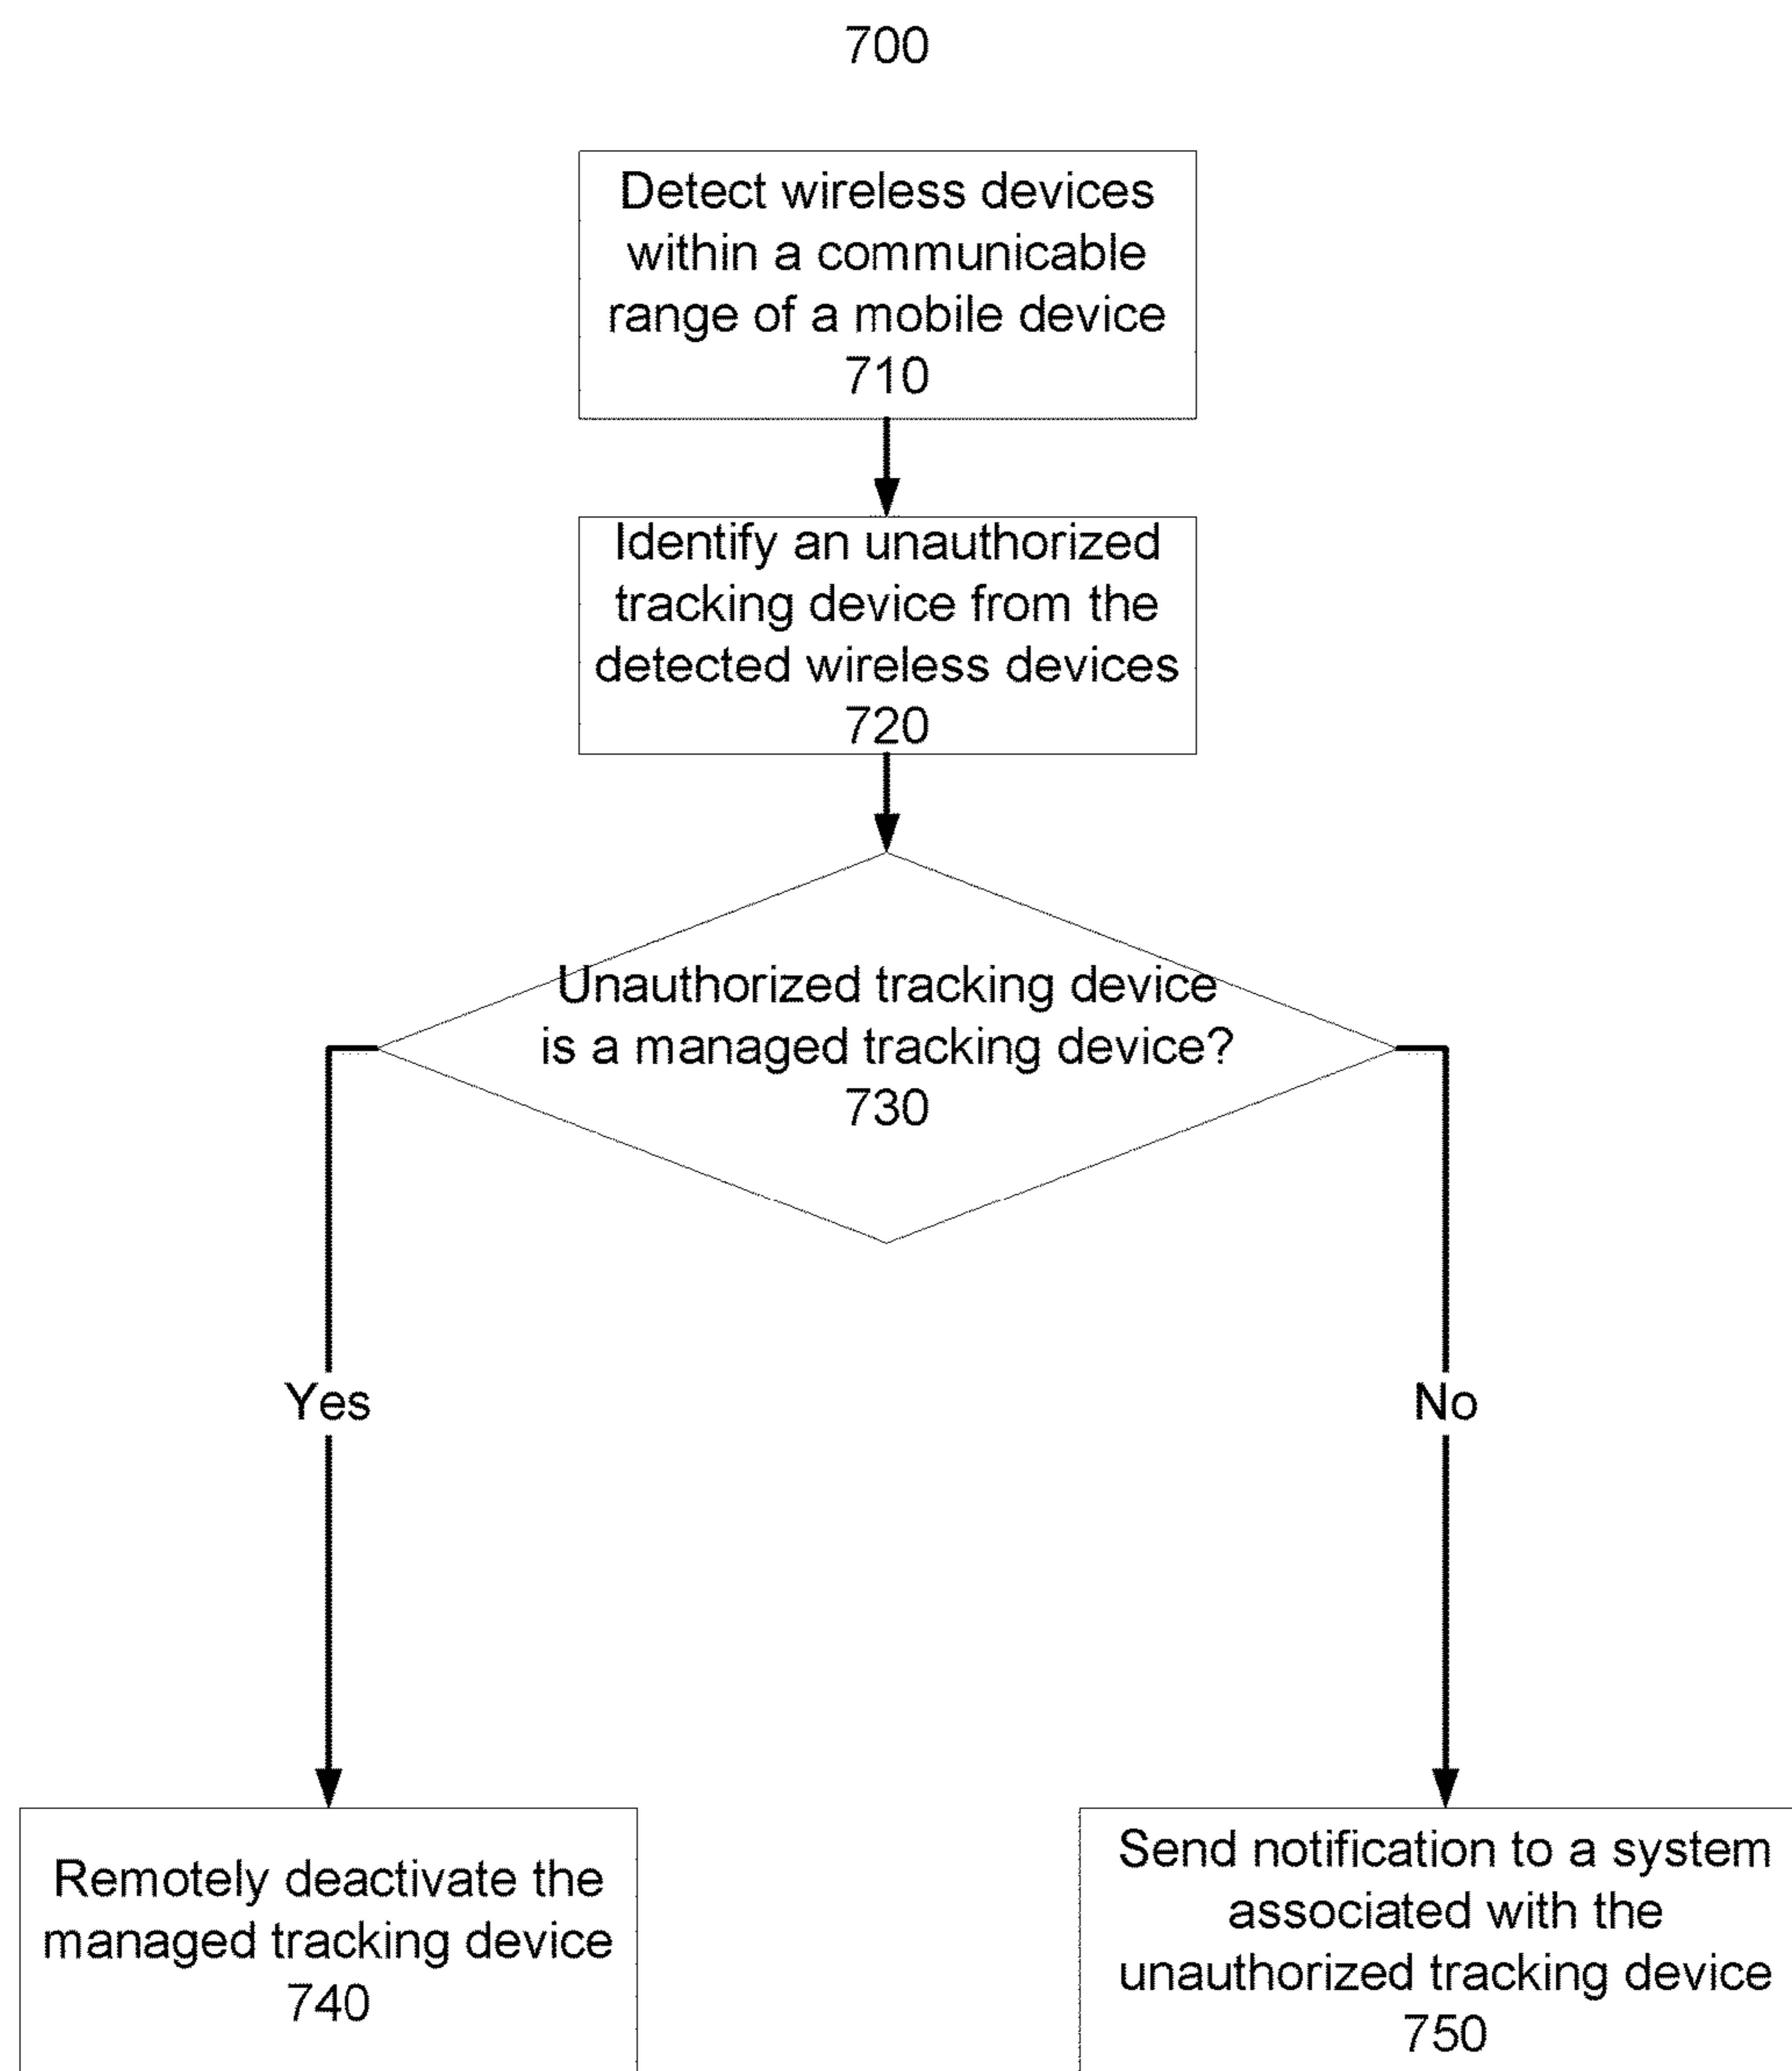 700
Detect wireless devices
within a communicable
range of a mobile device
710
Identify an unauthorized
tracking device from the
detected wireless devices
720
Unauthorized tracking device
is a managed tracking device?
730
Yes
No
Remotely deactivate the
managed tracking device
740
Send notification to a system
associated with the
unauthorized tracking device
750